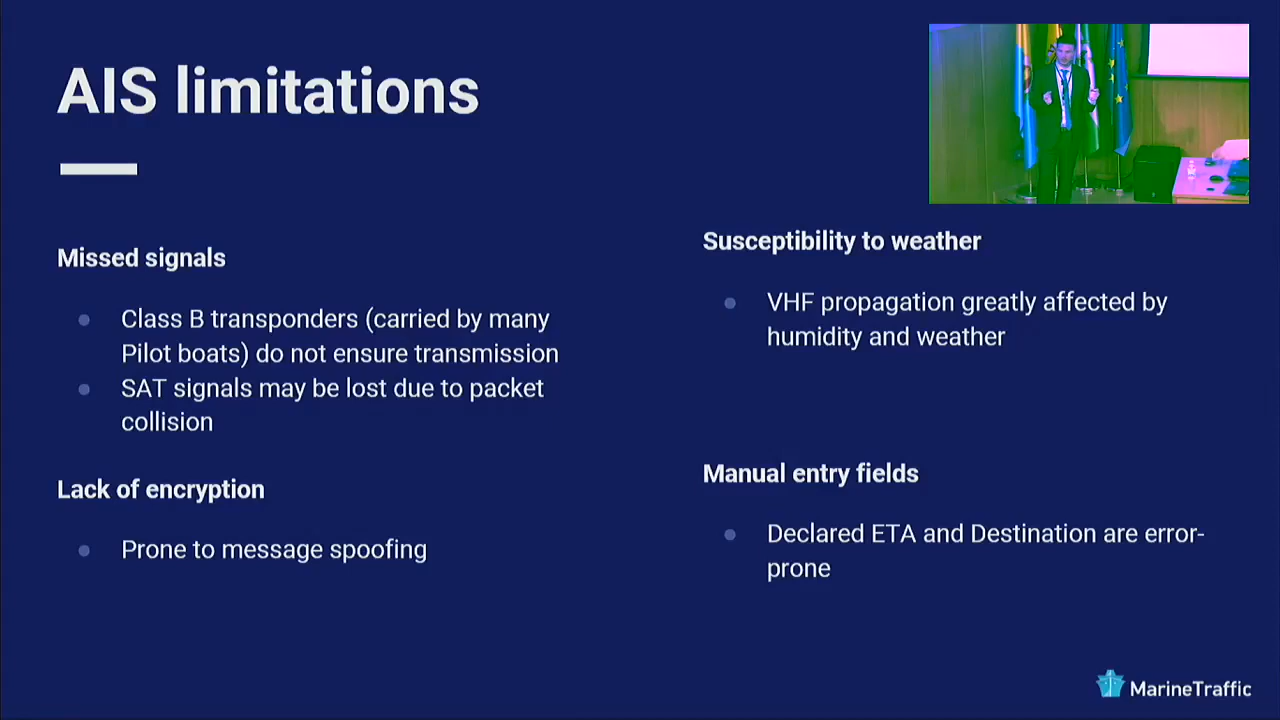 AIS limitations
Missed signals
Class B transponders (carried by many
Pilot boats) do not ensure transmission
SAT signals may be lost due to packet
collision
Lack of encryption
Prone to message spoofing
Susceptibility to weather
VHF propagation greatly affected by
humidity and weather
Manual entry fields
Declared ETA and Destination are error-
prone
MarineTraffic